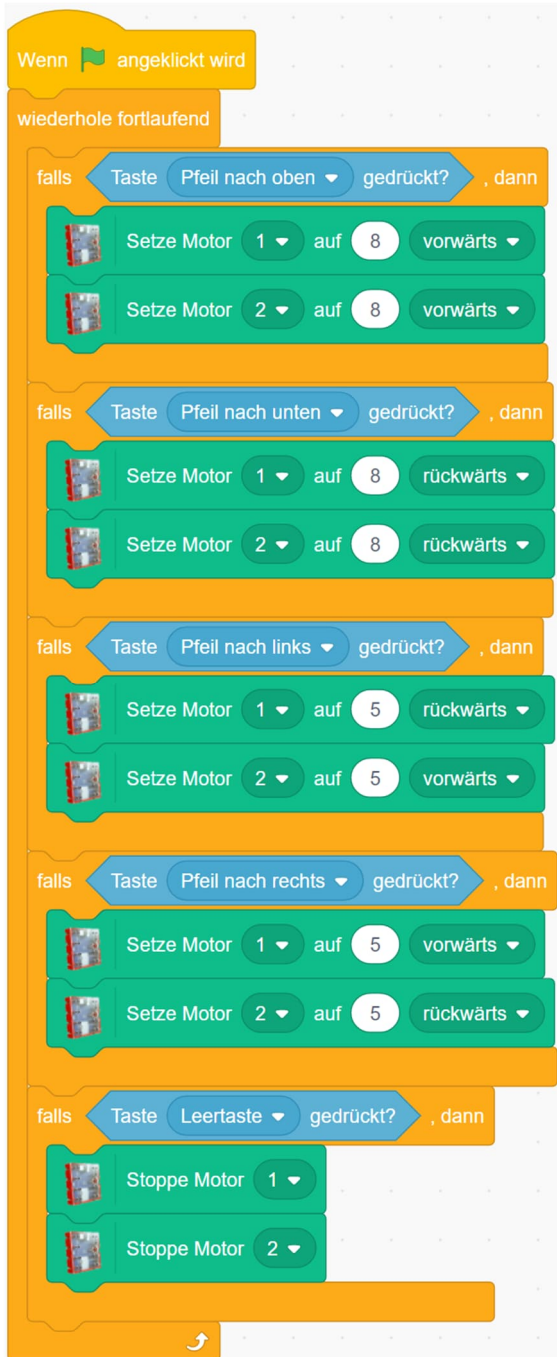 Wenn angeklickt wird
wiederhole fortlaufend
falls Taste Pfeil nach oben gedrückt? , dann
Setze Motor 1 auf 8 vorwärts
Setze Motor 2 auf 8 vorwärts
falls Taste Pfeil nach unten gedrückt? , dann
Setze Motor 1 auf 8 rückwärts
Setze Motor 2 auf 8 rückwärts
falls Taste Pfeil nach links gedrückt? , dann
Setze Motor 1 auf 5 rückwärts
Setze Motor 2 auf 5 vorwärts
falls Taste Pfeil nach rechts gedrückt? , dann
Setze Motor 1 auf 5 vorwärts
Setze Motor 2 auf 5 rückwärts
falls Taste Leertaste gedrückt? , dann
Stoppe Motor 1
Stoppe Motor 2